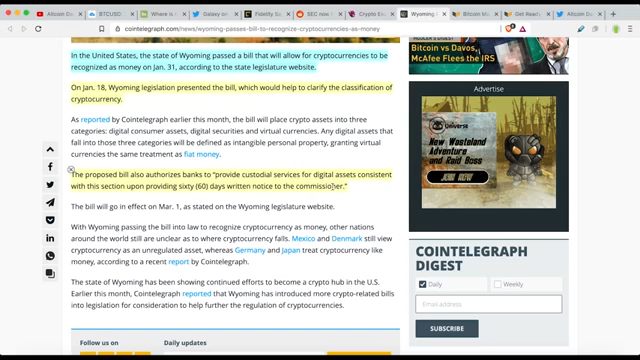 Altcoin Dai
BTCUSD
Where is
Galaxy on
Fidelity Su
SEC now
Crypto Ex
Wyoming
Bitcoin M
Get Read
Altcoin Da
cointelegraph.com/news/wyoming-passes-bill-to-recognize-cryptocurrencies-as-money
In the United States, the state of Wyoming passed a bill that will allow for cryptocurrencies to be
recognized as money on Jan. 31, according to the state legislature website.
On Jan. 18, Wyoming legislation presented the bill, which would help to clarify the classification of
cryptocurrency.
As reported by Cointelegraph earlier this month, the bill will place crypto assets into three
categories: digital consumer assets, digital securities and virtual currencies. Any digital assets that
fall into those three categories will be defined as intangible personal property, granting virtual
currencies the same treatment as fiat money.
The proposed bill also authorizes banks to "provide custodial services for digital assets consistent
with this section upon providing sixty (60) days written notice to the commissioner."
The bill will go in effect on Mar. 1, as stated on the Wyoming legislature website.
With Wyoming passing the bill into law to recognize cryptocurrency as money, other nations
around the world still are unclear as to where cryptocurrency falls. Mexico and Denmark still view
cryptocurrency as an unregulated asset, whereas Germany and Japan treat cryptocurrency like
money, according to a recent report by Cointelegraph.
The state of Wyoming has been showing continued efforts to become a crypto hub in the U.S.
Earlier this month, Cointelegraph reported that Wyoming has introduced more crypto-related bills
into legislation for consideration to help further the regulation of cryptocurrencies.
Follow us on
Daily updates
Bitcoin vs Davos,
McAfee Flees the IRS
Advertise
Universe
New Wasteland
Adventure
and Raid Boss
JOIN NOW
COINTELEGRAPH
DIGEST
Daily
Weekly
Email address
SUBSCRIBE